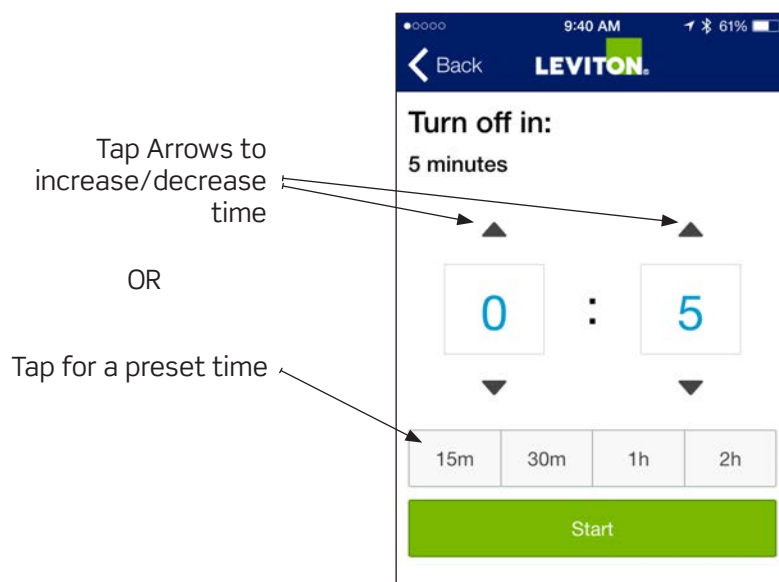 9:40 AM
61%
Back
LEVITON®
Turn off in:
5 minutes
Tap Arrows to
increase/decrease
time
OR
0 : 5
Tap for a preset time
15m 30m 1h 2h
Start